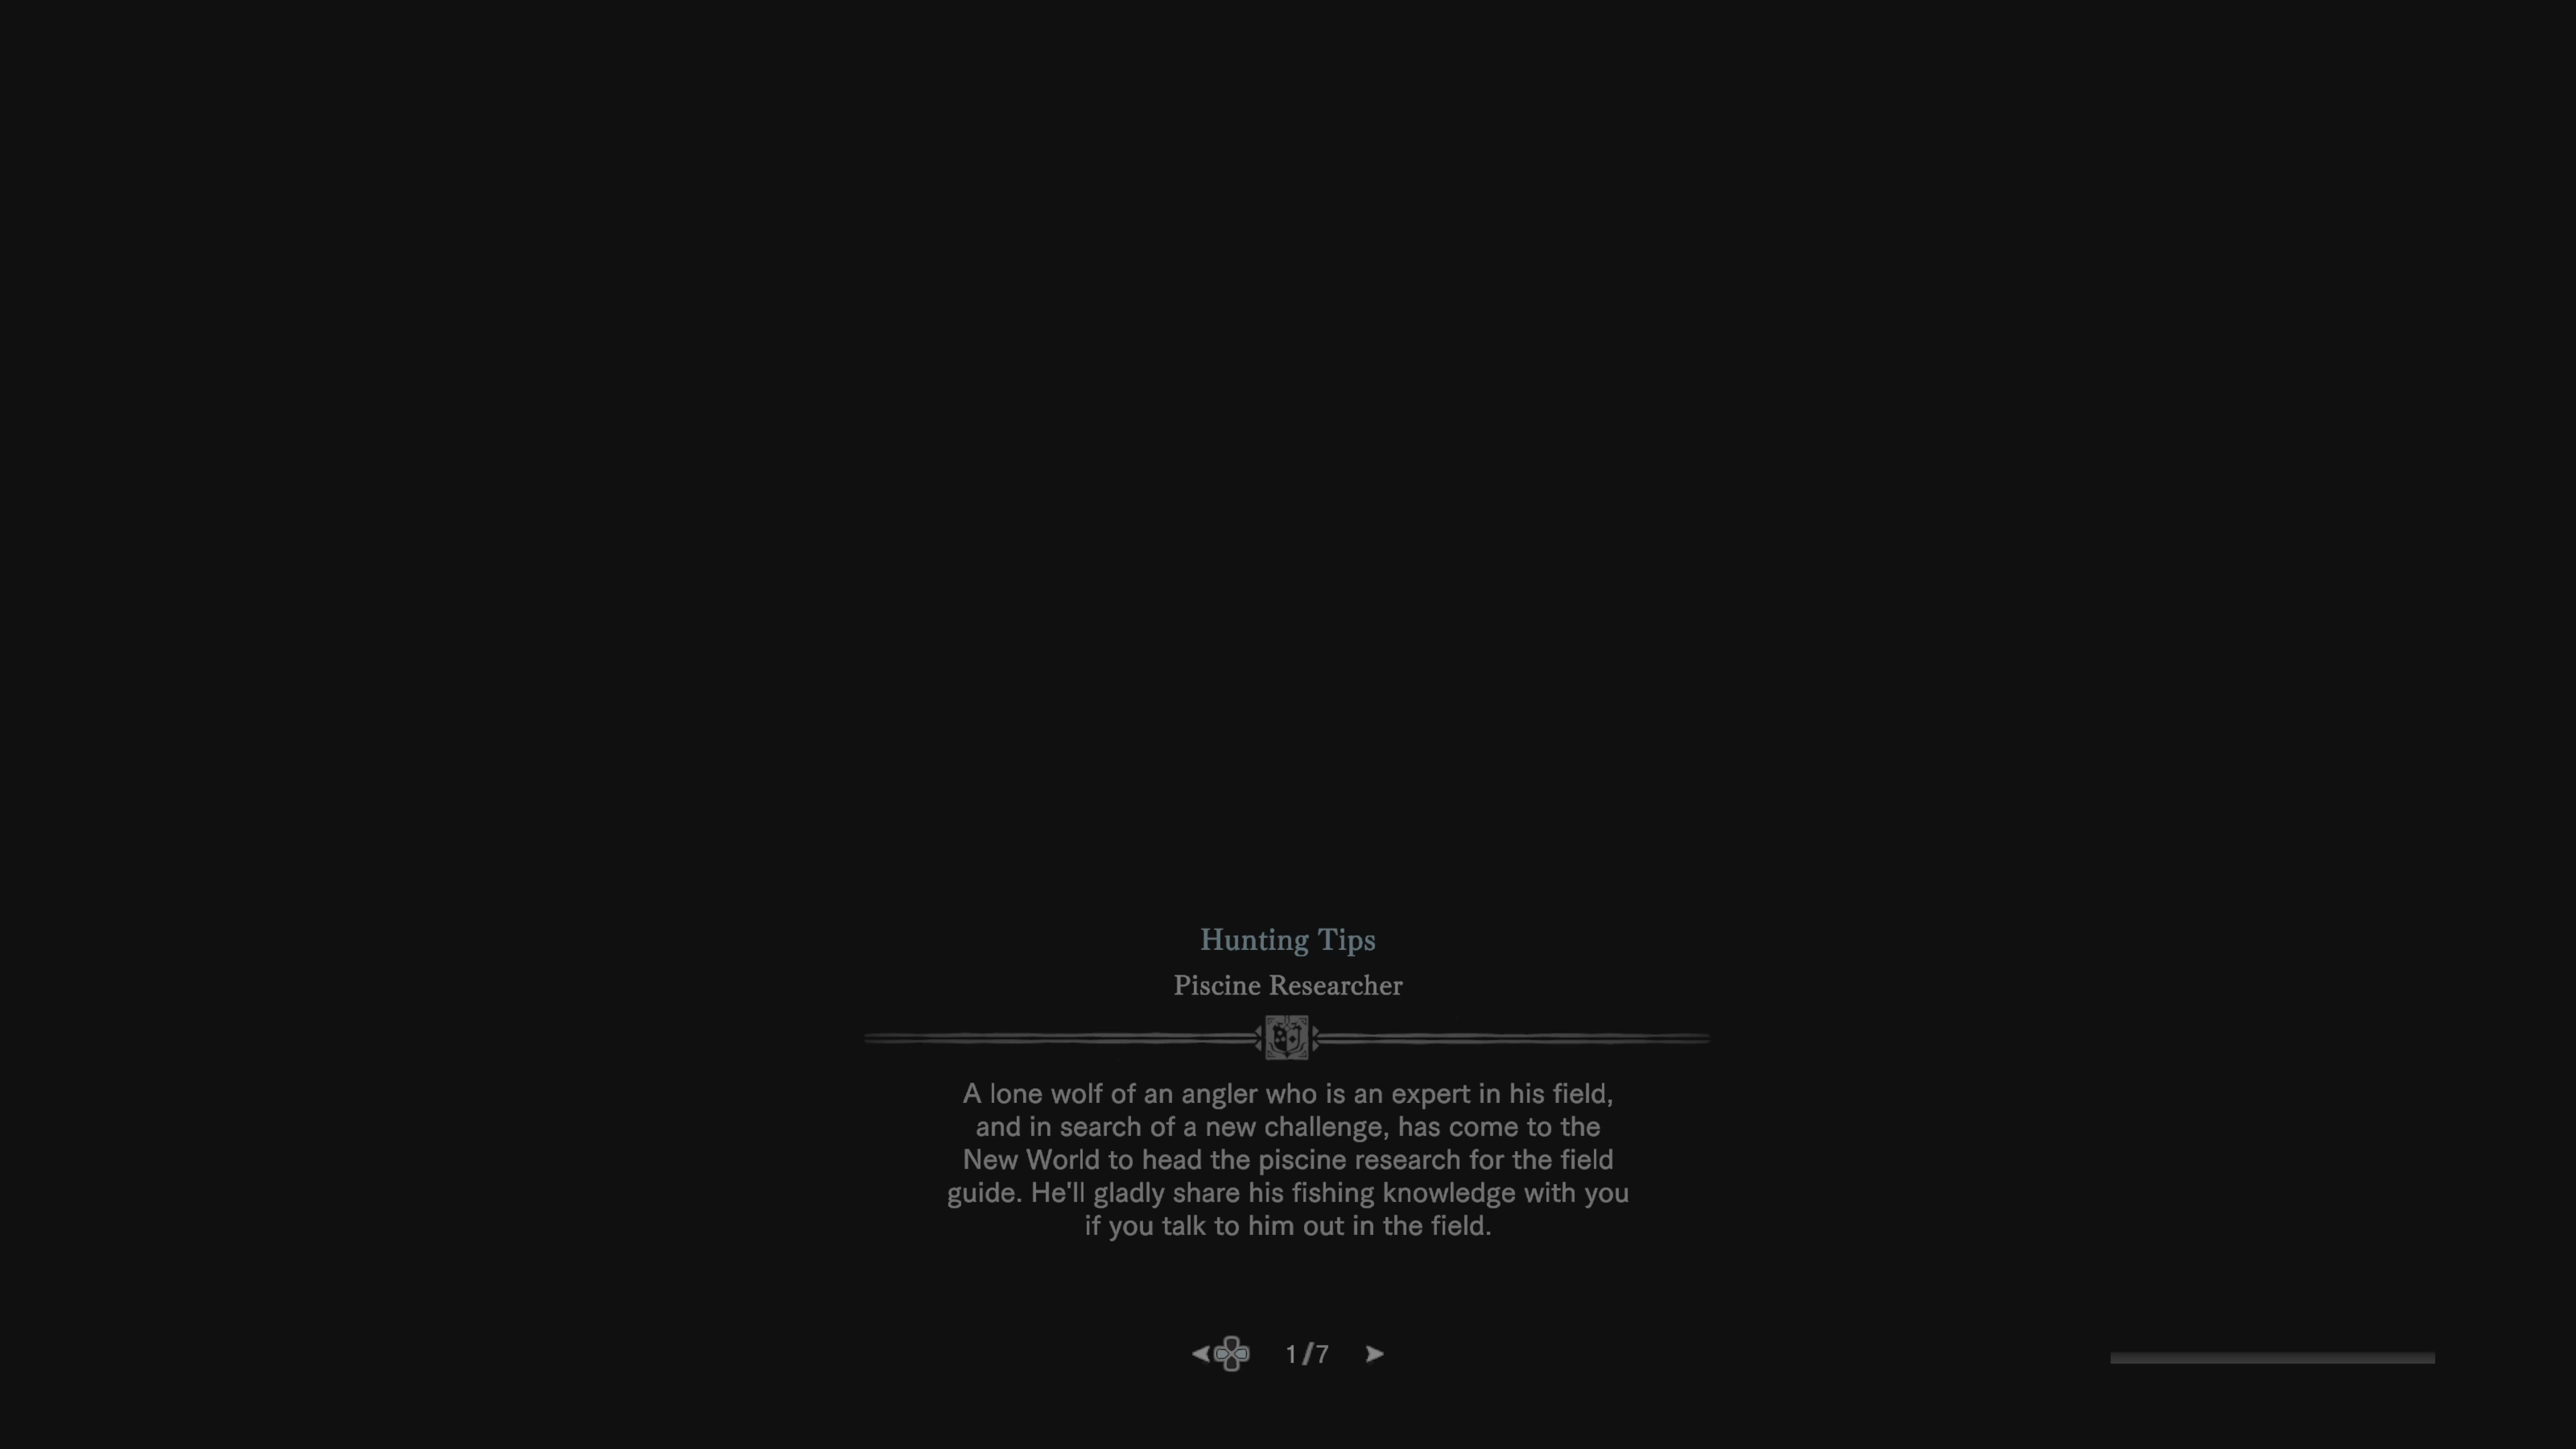 Hunting Tips
Piscine Researcher
A lone wolf of an angler who is an expert in his field,
and in search of a new challenge, has come to the
New World to head the piscine research for the field
guide. He'll gladly share his fishing knowledge with you
if you talk to him out in the field.
1/7